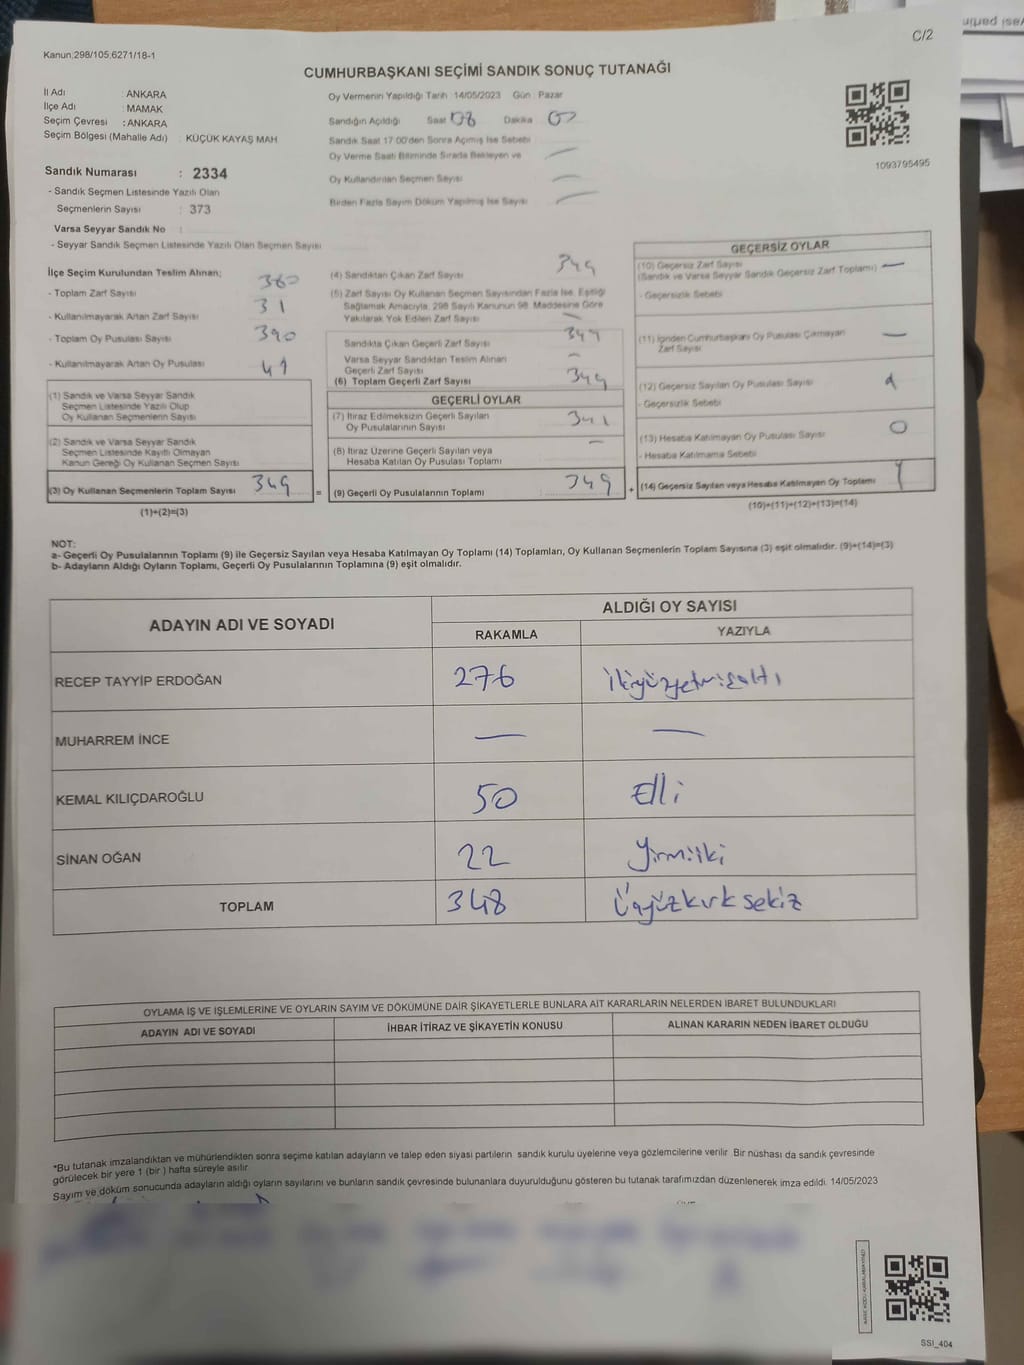 C/2
Kanun:298/105,6271/18-1
CUMHURBAŞKANI SEÇİMİ SANDIK SONUÇ TUTANAĞI
İl Adı : ANKARA
İlçe Adı : MAMAK
Seçim Çevresi : ANKARA
Seçim Bölgesi (Mahalle Adı) : KÜÇÜK KAYAŞ MAH
Oy Vermenin Yapıldığı Tarih :14/05/2023 Gün : Pazar
Sandığın Açıldığı Saat 08 Dakika 00
Sandık Saat 17:00'den Sonra Açımış İse Sebebi
Oy Verme Saati Bitiminde Sırada Bekleyen ve
Oy Kullandırılan Seçmen Sayısı
Birden Fazla Sayım Döküm Yapılmış İse Sayısı
1093795495
Sandık Numarası : 2334
- Sandık Seçmen Listesinde Yazılı Olan
Seçmenlerin Sayısı : 373
Varsa Seyyar Sandık No :
- Seyyar Sandık Seçmen Listesinde Yazılı Olan Seçmen Sayısı
İlçe Seçim Kurulundan Teslim Alınan;
- Toplam Zarf Sayısı 380
- Kullanılmayarak Artan Zarf Sayısı 31
- Toplam Oy Pusulası Sayısı 390
- Kullanılmayarak Artan Oy Pusulası 41
(1) Sandık ve Varsa Seyyar Sandık
Seçmen Listesinde Yazılı Olup
Oy Kullanan Seçmenlerin Sayısı
(2) Sandık ve Varsa Seyyar Sandık
Seçmen Listesinde Kayıtlı Olmayan
Kanun Gereği Oy Kullanan Seçmen Sayısı
(3) Oy Kullanan Seçmenlerin Toplam Sayısı 349 =
(1)+(2)=(3)
(4) Sandıktan Çıkan Zarf Sayısı 349
(5) Zarf Sayısı Oy Kullanan Seçmen Sayısından Fazla İse, Eşitliği
Sağlamak Amacıyla, 298 Sayılı Kanunun 98. Maddesine Göre
Yakılarak Yok Edilen Zarf Sayısı —
Sandıkta Çıkan Geçerli Zarf Sayısı 349
Varsa Seyyar Sandıktan Teslim Alınan
Geçerli Zarf Sayısı —
(6) Toplam Geçerli Zarf Sayısı 349
GEÇERLİ OYLAR
(7) İtiraz Edilmeksizin Geçerli Sayılan
Oy Pusulalarının Sayısı 341
(8) İtiraz Üzerine Geçerli Sayılan veya
Hesaba Katılan Oy Pusulası Toplamı —
(9) Geçerli Oy Pusulalarının Toplamı 349 +
GEÇERSİZ OYLAR
(10) Geçersiz Zarf Sayısı
(Sandık ve Varsa Seyyar Sandık Geçersiz Zarf Toplamı) —
- Geçersizlik Sebebi
(11) İçinden Cumhurbaşkanı Oy Pusulası Çıkmayan
Zarf Sayısı —
(12) Geçersiz Sayılan Oy Pusulası Sayısı
- Geçersizlik Sebebi
(13) Hesaba Katılmayan Oy Pusulası Sayısı 0
- Hesaba Katılmama Sebebi
(14) Geçersiz Sayılan veya Hesaba Katılmayan Oy Toplamı
(10)+(11)+(12)+(13)=(14)
NOT:
a- Geçerli Oy Pusulalarının Toplamı (9) ile Geçersiz Sayılan veya Hesaba Katılmayan Oy Toplamı (14) Toplamları, Oy Kullanan Seçmenlerin Toplam Sayısına (3) eşit olmalıdır. (9)+(14)=(3)
b- Adayların Aldığı Oyların Toplamı, Geçerli Oy Pusulalarının Toplamına (9) eşit olmalıdır.
ADAYIN ADI VE SOYADI ALDIĞI OY SAYISI
RAKAMLA YAZIYLA
RECEP TAYYİP ERDOĞAN 276 ikiyüzyetmişaltı
MUHARREM İNCE — —
KEMAL KILIÇDAROĞLU 50 Elli
SİNAN OĞAN 22 Yirmiiki
TOPLAM 348 Üçyüzkırk sekiz
OYLAMA İŞ VE İŞLEMLERİNE VE OYLARIN SAYIM VE DÖKÜMÜNE DAİR ŞİKAYETLERLE BUNLARA AİT KARARLARIN NELERDEN İBARET BULUNDUKLARI
ADAYIN ADI VE SOYADI İHBAR İTİRAZ VE ŞİKAYETİN KONUSU ALINAN KARARIN NEDEN İBARET OLDUĞU
*Bu tutanak imzalandıktan ve mühürlendikten sonra seçime katılan adayların ve talep eden siyasi partilerin sandık kurulu üyelerine veya gözlemcilerine verilir. Bir nüshası da sandık çevresinde
görülecek bir yere 1 (bir ) hafta süreyle asılır.
Sayım ve döküm sonucunda adayların aldığı oyların sayılarını ve bunların sandık çevresinde bulunanlara duyurulduğunu gösteren bu tutanak tarafımızdan düzenlenerek imza edildi. 14/05/2023
SSI_404